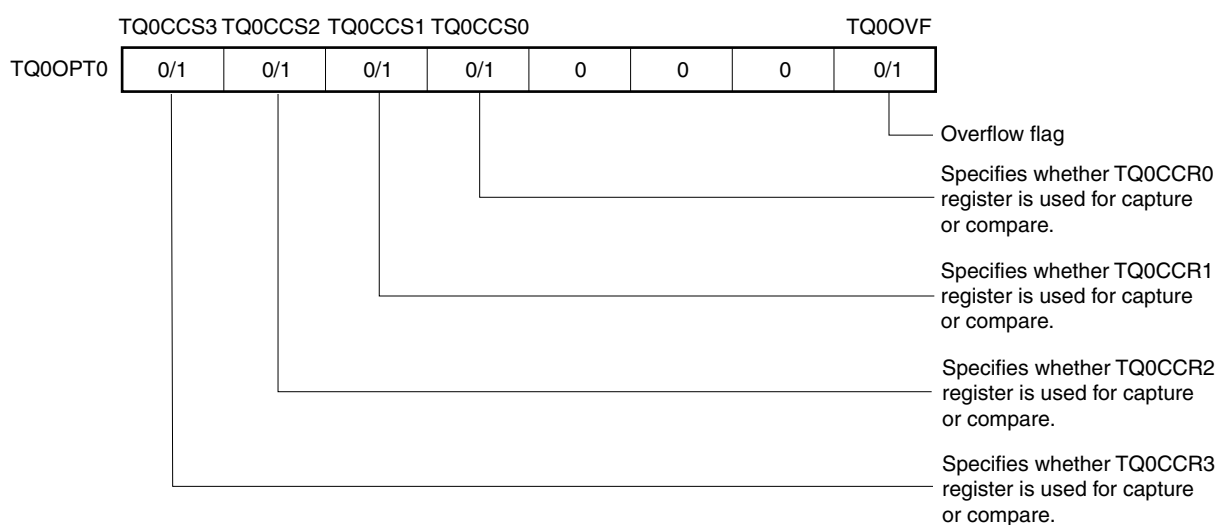 TQ0CCS3 TQ0CCS2 TQ0CCS1 TQ0CCS0 TQ0OVF
TQ0OPT0 0/1 0/1 0/1 0/1 0 0 0 0/1
Overflow flag
Specifies whether TQ0CCR0
register is used for capture
or compare.
Specifies whether TQ0CCR1
register is used for capture
or compare.
Specifies whether TQ0CCR2
register is used for capture
or compare.
Specifies whether TQ0CCR3
register is used for capture
or compare.